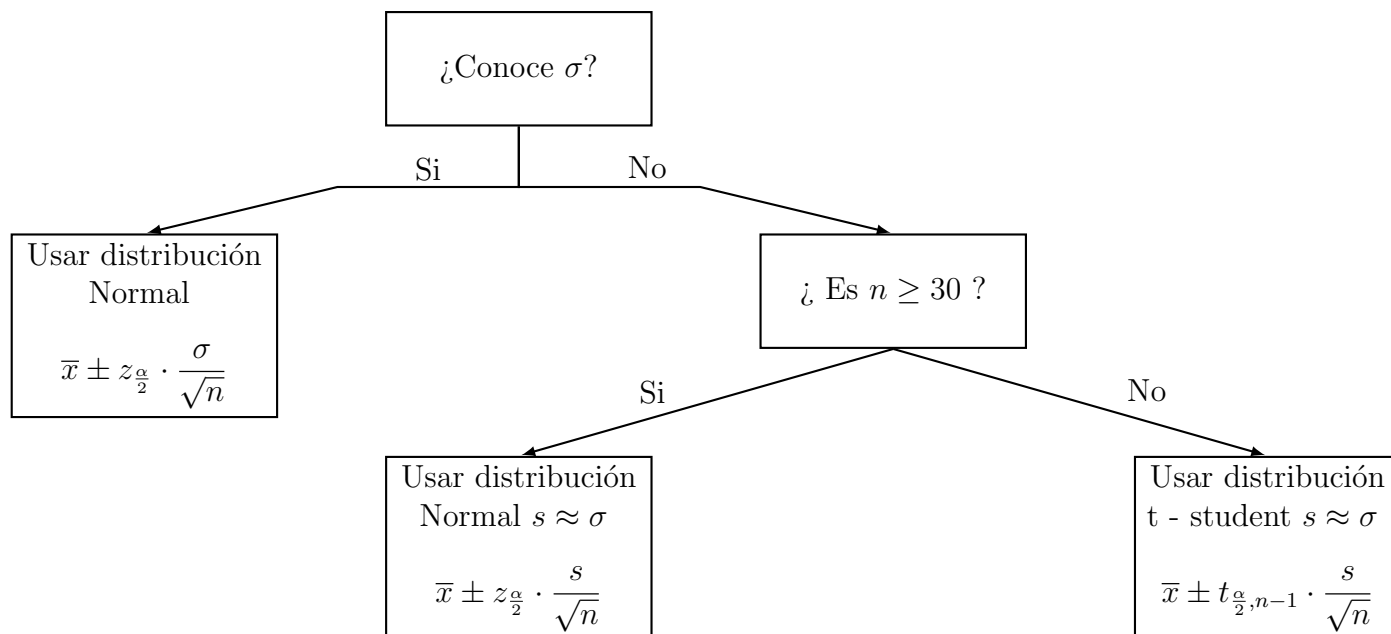 ¿Conoce σ?
Si
No
Usar distribución
Normal
x̄ ± z_{α/2} · σ/√n
¿ Es n ≥ 30 ?
Si
No
Usar distribución
Normal s ≈ σ
x̄ ± z_{α/2} · s/√n
Usar distribución
t - student s ≈ σ
x̄ ± t_{α/2,n−1} · s/√n